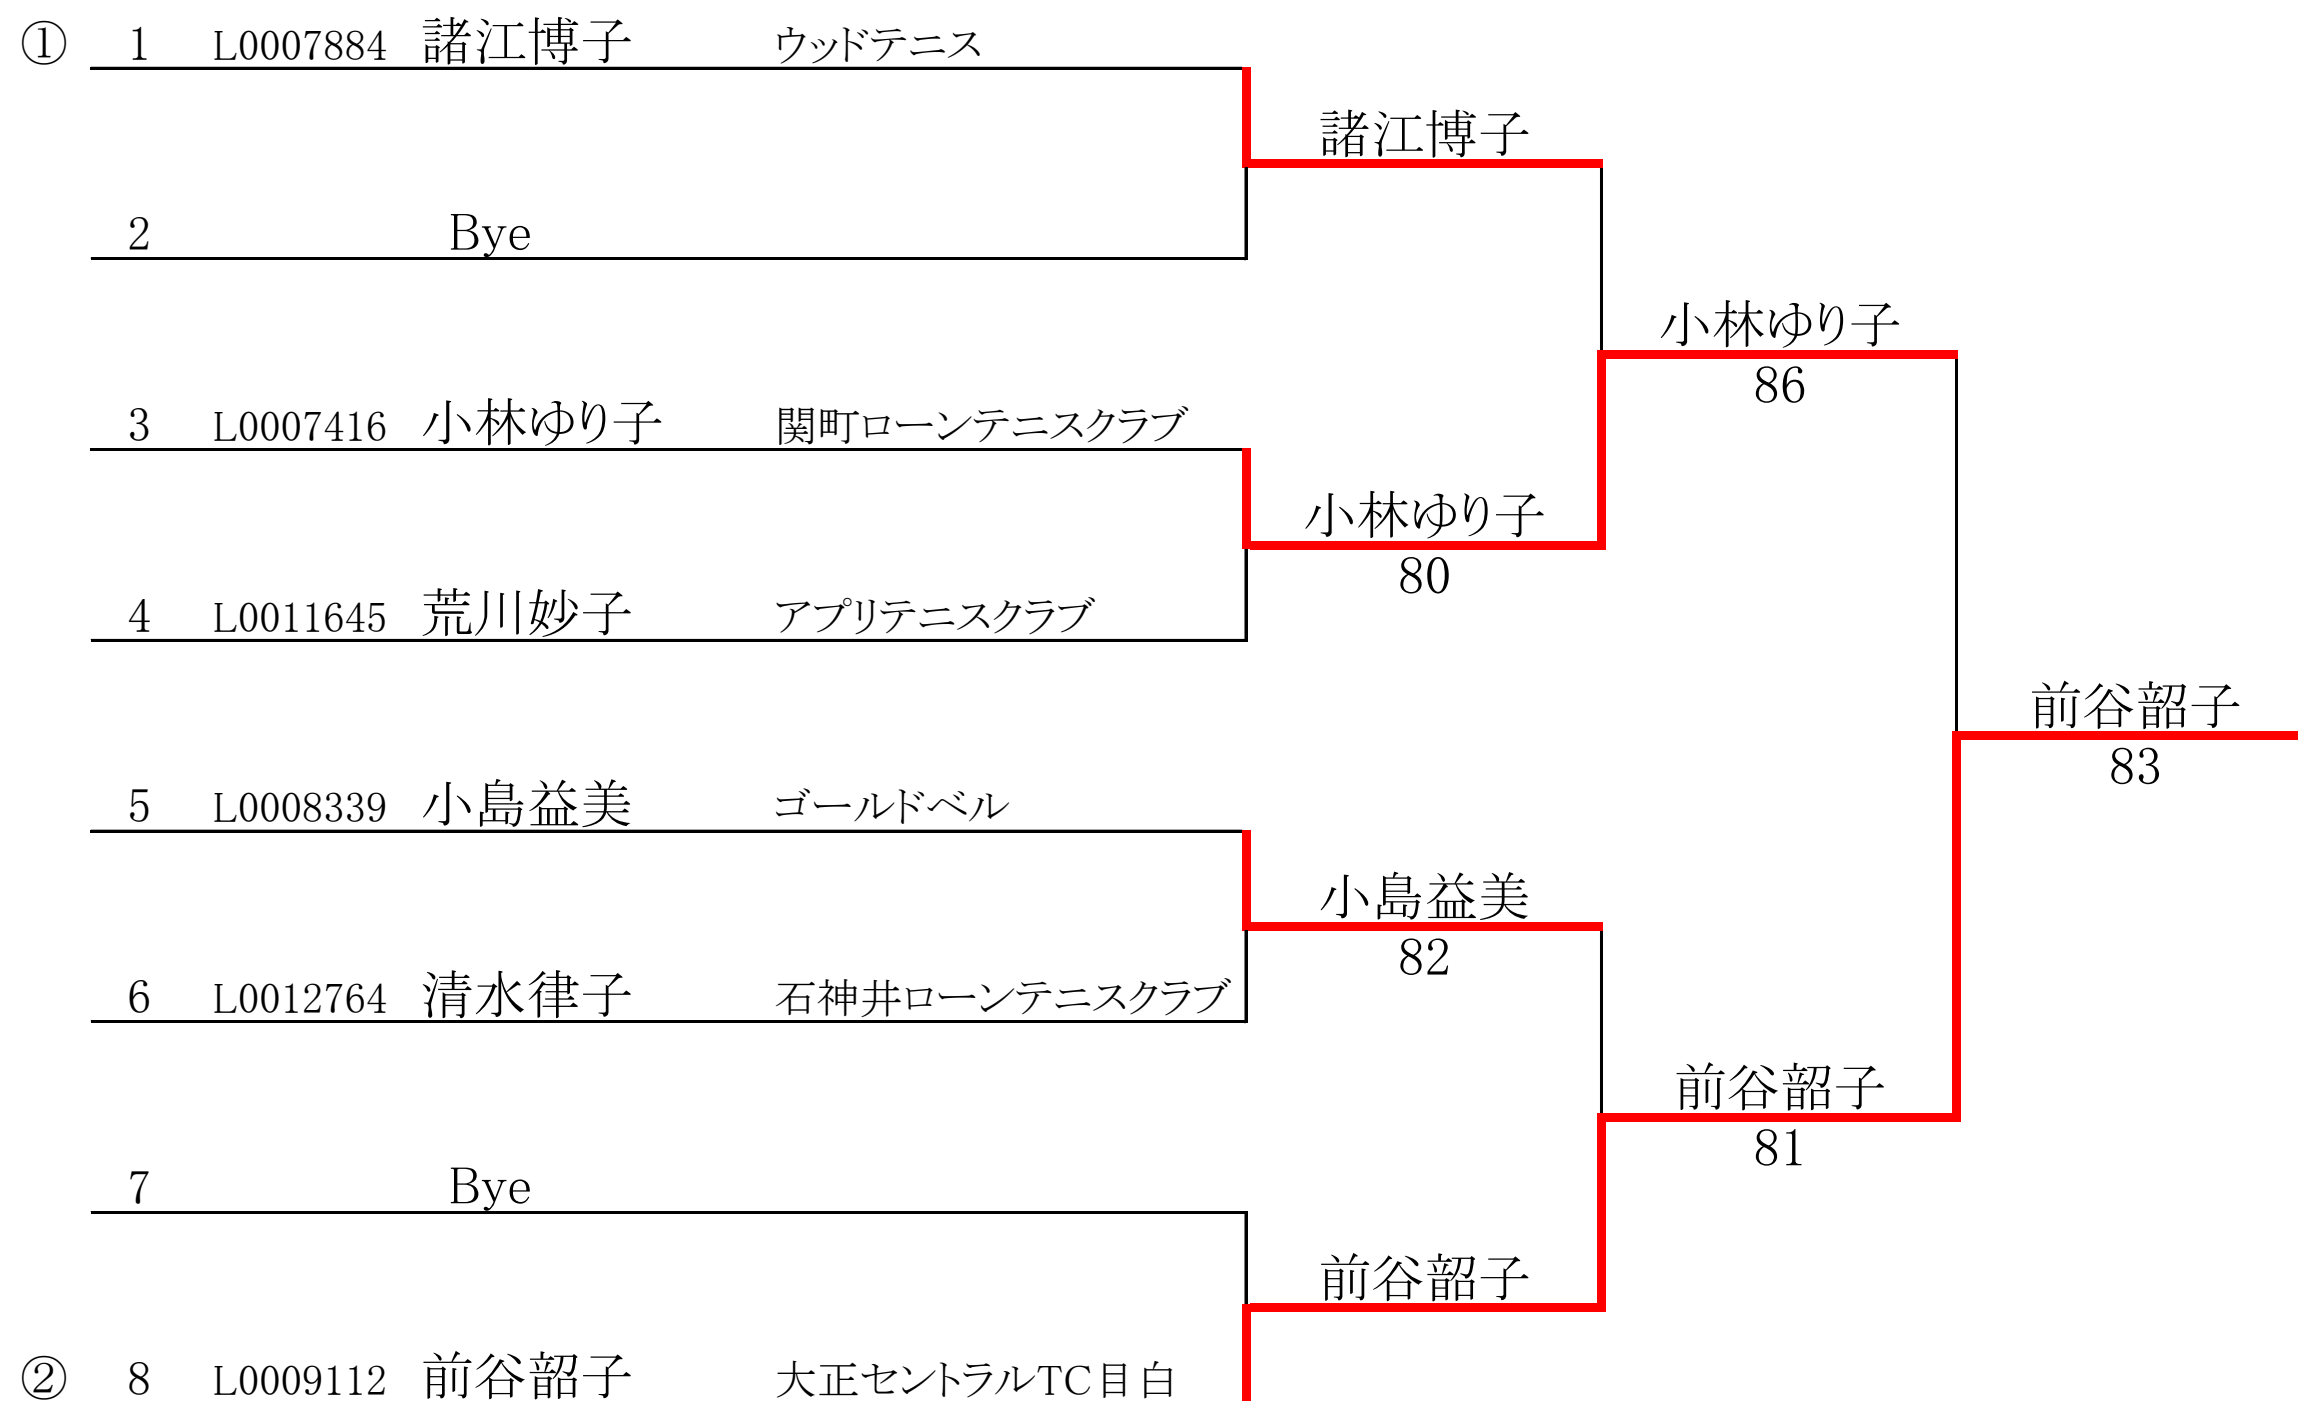 ① 1 L0007884 諸江博子 ウッドテニス
諸江博子
2 Bye
小林ゆり子
86
3 L0007416 小林ゆり子 関町ローンテニスクラブ
小林ゆり子
80
4 L0011645 荒川妙子 アプリテニスクラブ
前谷韶子
83
5 L0008339 小島益美 ゴールドベル
小島益美
82
6 L0012764 清水律子 石神井ローンテニスクラブ
前谷韶子
81
7 Bye
前谷韶子
② 8 L0009112 前谷韶子 大正セントラルTC目白